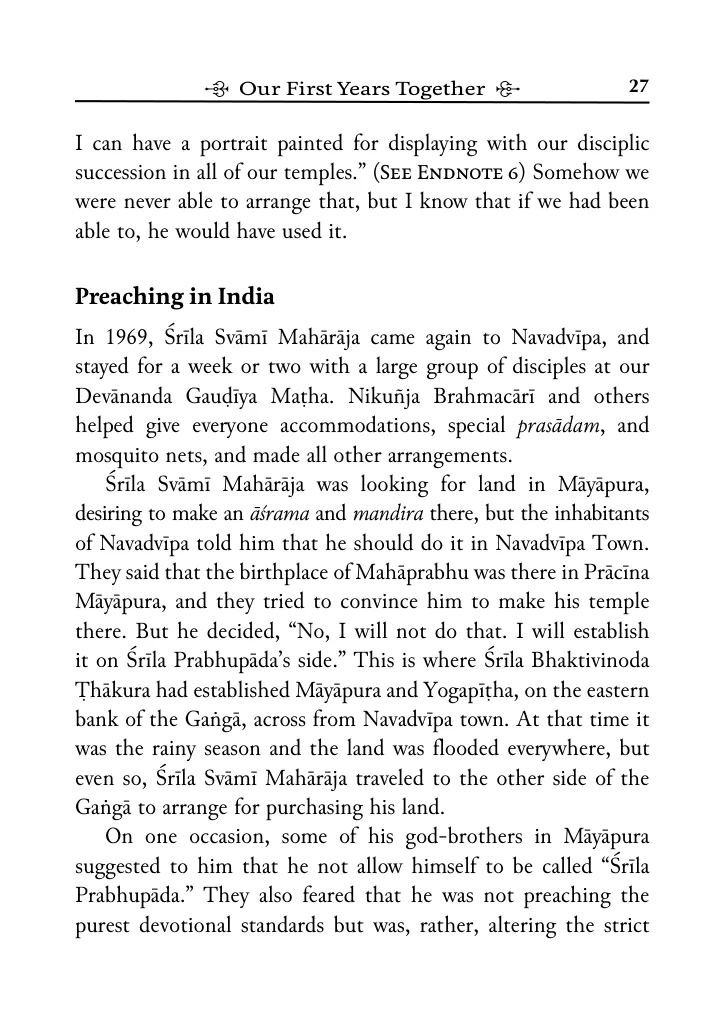 Our First Years Together 27
I can have a portrait painted for displaying with our disciplic
succession in all of our temples.” (See Endnote 6) Somehow we
were never able to arrange that, but I know that if we had been
able to, he would have used it.
Preaching in India
In 1969, Śrīla Svāmī Mahārāja came again to Navadvīpa, and
stayed for a week or two with a large group of disciples at our
Devānanda Gauḍīya Maṭha. Nikuñja Brahmacārī and others
helped give everyone accommodations, special prasādam, and
mosquito nets, and made all other arrangements.
Śrīla Svāmī Mahārāja was looking for land in Māyāpura,
desiring to make an āśrama and mandira there, but the inhabitants
of Navadvīpa told him that he should do it in Navadvīpa Town.
They said that the birthplace of Mahāprabhu was there in Prācīna
Māyāpura, and they tried to convince him to make his temple
there. But he decided, “No, I will not do that. I will establish
it on Śrīla Prabhupāda’s side.” This is where Śrīla Bhaktivinoda
Ṭhākura had established Māyāpura and Yogapīṭha, on the eastern
bank of the Gaṅgā, across from Navadvīpa town. At that time it
was the rainy season and the land was flooded everywhere, but
even so, Śrīla Svāmī Mahārāja traveled to the other side of the
Gaṅgā to arrange for purchasing his land.
On one occasion, some of his god-brothers in Māyāpura
suggested to him that he not allow himself to be called “Śrīla
Prabhupāda.” They also feared that he was not preaching the
purest devotional standards but was, rather, altering the strict